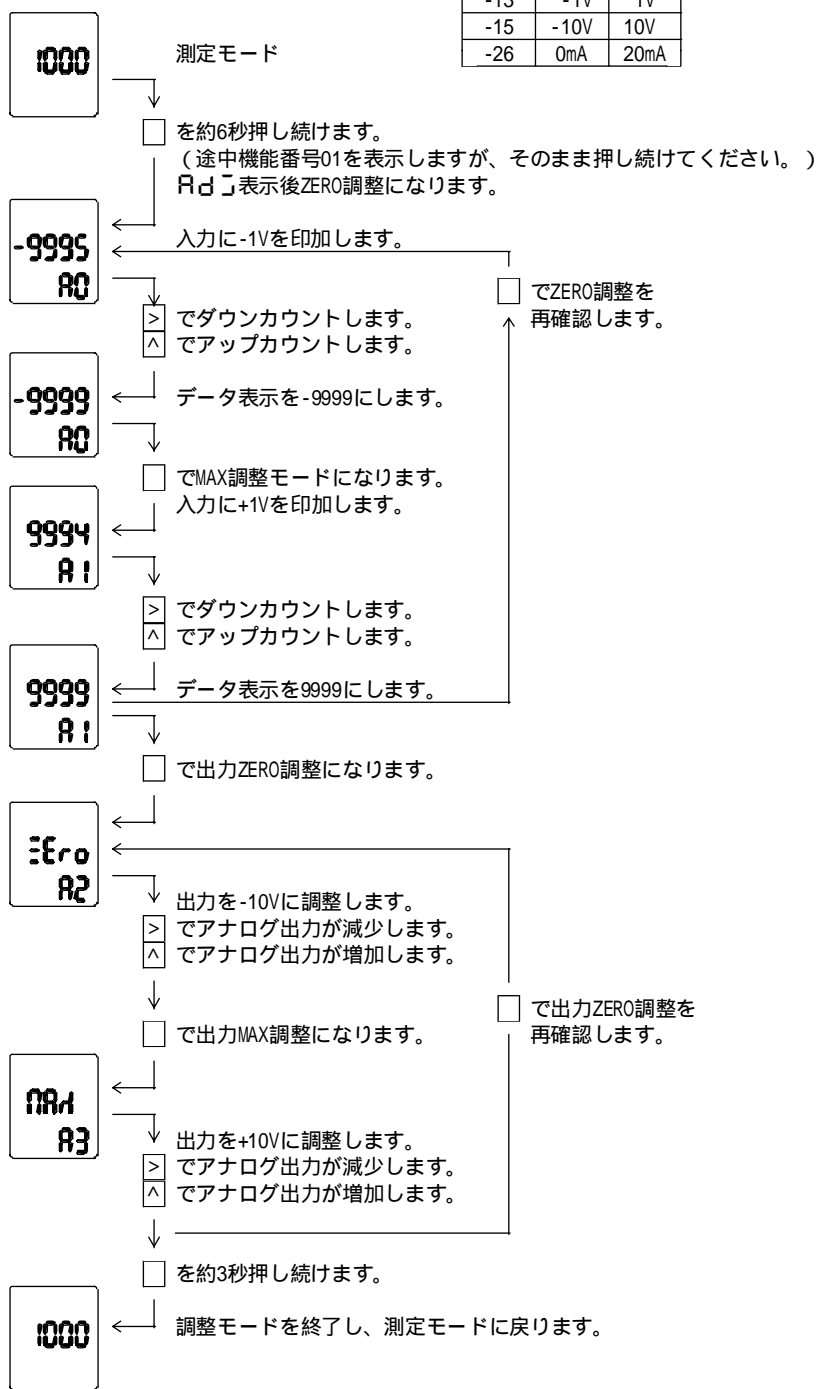 -13 -1V 1V
-15 -10V 10V
-26 0mA 20mA
1000
測定モード
□ を約6秒押し続けます。
(途中機能番号01を表示しますが、そのまま押し続けてください。)
Adj表示後ZERO調整になります。
-9995
A0
入力に-1Vを印加します。
□ でZERO調整を
再確認します。
> でダウンカウントします。
^ でアップカウントします。
-9999
A0
データ表示を-9999にします。
□ でMAX調整モードになります。
入力に+1Vを印加します。
9994
A1
> でダウンカウントします。
^ でアップカウントします。
9999
A1
データ表示を9999にします。
□ で出力ZERO調整になります。
ZEro
A2
出力を-10Vに調整します。
> でアナログ出力が減少します。
^ でアナログ出力が増加します。
□ で出力ZERO調整を
再確認します。
□ で出力MAX調整になります。
MAX
A3
出力を+10Vに調整します。
> でアナログ出力が減少します。
^ でアナログ出力が増加します。
□ を約3秒押し続けます。
1000
調整モードを終了し、測定モードに戻ります。